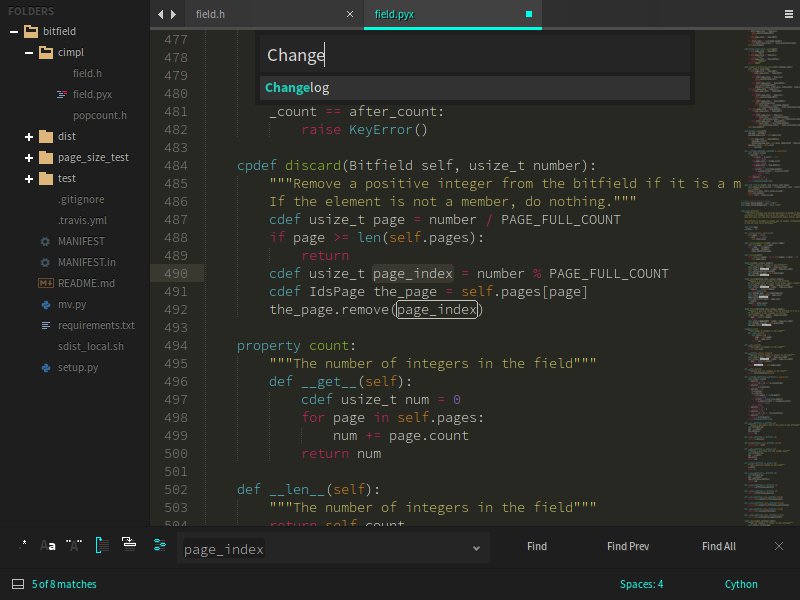 FOLDERS
bitfield
cimpl
field.h
field.pyx
popcount.h
dist
page_size_test
test
.gitignore
.travis.yml
MANIFEST
MANIFEST.in
README.md
mv.py
requirements.txt
sdist_local.sh
setup.py
field.h
field.pyx
Change
Changelog
477
478
479
480
481 _count == after_count:
482 raise KeyError()
483
484 cpdef discard(Bitfield self, usize_t number):
485 """Remove a positive integer from the bitfield if it is a m
486 If the element is not a member, do nothing."""
487 cdef usize_t page = number / PAGE_FULL_COUNT
488 if page >= len(self.pages):
489 return
490 cdef usize_t page_index = number % PAGE_FULL_COUNT
491 cdef IdsPage the_page = self.pages[page]
492 the_page.remove(page_index)
493
494 property count:
495 """The number of integers in the field"""
496 def __get__(self):
497 cdef usize_t num = 0
498 for page in self.pages:
499 num += page.count
500 return num
501
502 def __len__(self):
503 """The number of integers in the field"""
504 return self.count
.* Aa "A"
page_index
Find
Find Prev
Find All
5 of 8 matches
Spaces: 4
Cython